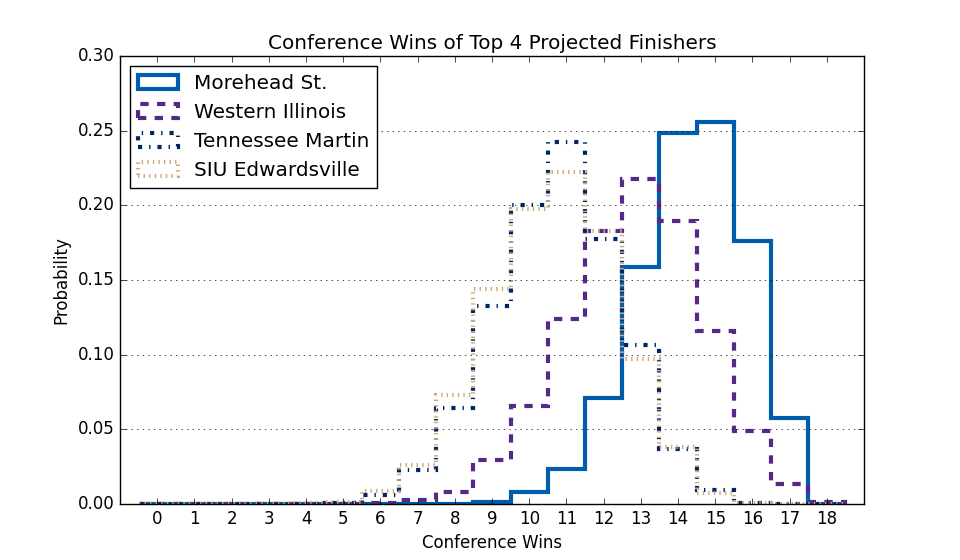 Conference Wins of Top 4 Projected Finishers
0.30
0.25
0.20
0.15
0.10
0.05
0.00
Probability
Morehead St.
Western Illinois
Tennessee Martin
SIU Edwardsville
0 1 2 3 4 5 6 7 8 9 10 11 12 13 14 15 16 17 18
Conference Wins